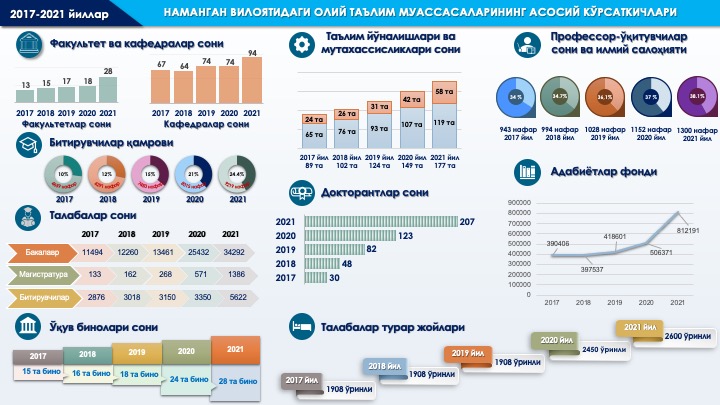 2017-2021 йиллар
НАМАНГАН ВИЛОЯТИДАГИ ОЛИЙ ТАЪЛИМ МУАССАСАЛАРИНИНГ АСОСИЙ КЎРСАТКИЧЛАРИ
Факультет ва кафедралар сони
13 15 17 18 28
2017 2018 2019 2020 2021
Факультетлар сони
67 64 74 74 94
2017 2018 2019 2020 2021
Кафедралар сони
Битирувчилар қамрови
10% 12% 15% 21% 24.4%
2017 2018 2019 2020 2021
Талабалар сони
2017 2018 2019 2020 2021
Бакалавр 11494 12260 13461 25432 34292
Магистратура 133 162 268 571 1386
Битирувчилар 2876 3018 3150 3350 5622
Ўқув бинолари сони
2017 2018 2019 2020 2021
15 та бино 16 та бино 18 та бино 24 та бино 28 та бино
Таълим йўналишлари ва
мутахассисликлари сони
24 та 26 та 31 та 42 та 58 та
65 та 76 та 93 та 107 та 119 та
2017 йил 2018 йил 2019 йил 2020 йил 2021 йил
89 та 102 та 124 та 149 та 177 та
Докторантлар сони
2021 207
2020 123
2019 82
2018 48
2017 30
Талабалар турар жойлари
2017 йил 1908 ўринли
2018 йил 1908 ўринли
2019 йил 1908 ўринли
2020 йил 2450 ўринли
2021 йил 2600 ўринли
Профессор-ўқитувчилар
сони ва илмий салоҳияти
34 % 34.7% 36,1% 37 % 38.1%
943 нафар 994 нафар 1028 нафар 1152 нафар 1300 нафар
2017 йил 2018 йил 2019 йил 2020 йил 2021 йил
Адабиётлар фонди
900000
800000
700000
600000
500000
400000
300000
200000
100000
0
390406
397537
418601
506371
812191
2017 2018 2019 2020 2021